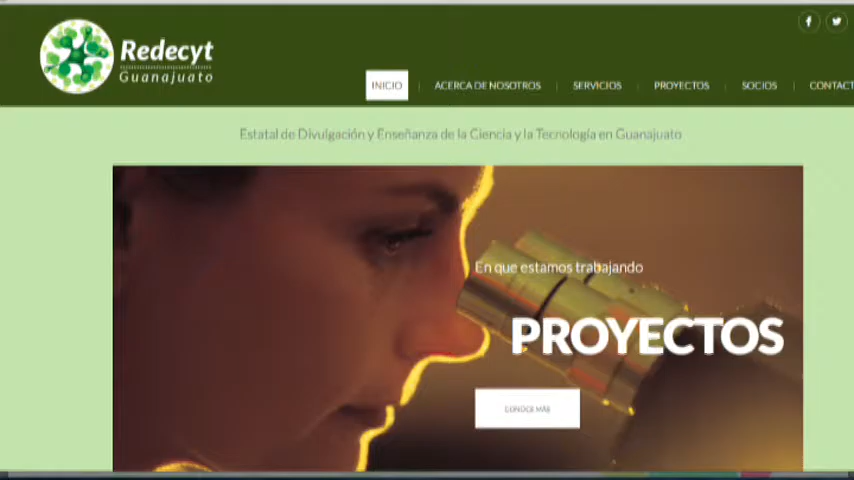 Redecyt
Guanajuato
INICIO
ACERCA DE NOSOTROS
SERVICIOS
PROYECTOS
SOCIOS
CONTACT
Estatal de Divulgación y Enseñanza de la Ciencia y la Tecnología en Guanajuato
En que estamos trabajando
PROYECTOS
CONOCE MÁS